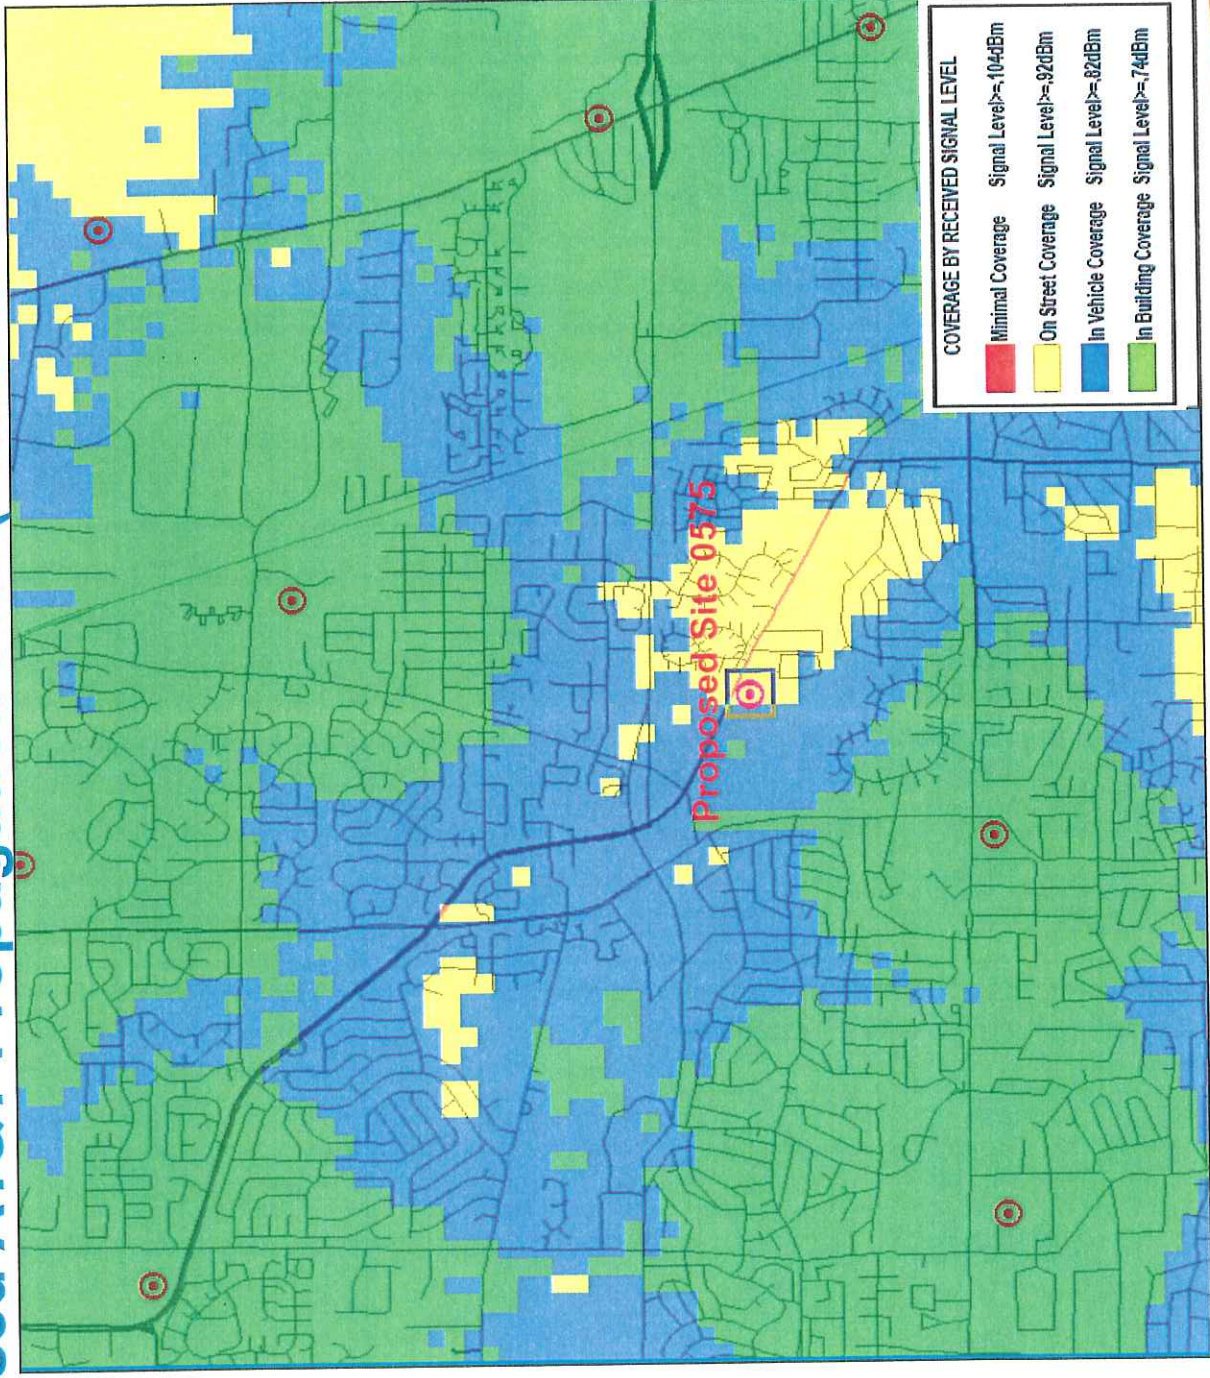 Proposed Site 0575
COVERAGE BY RECEIVED SIGNAL LEVEL
Minimal Coverage Signal Level>=,104dBm
On Street Coverage Signal Level>=,92dBm
In Vehicle Coverage Signal Level>=,82dBm
In Building Coverage Signal Level>=,74dBm